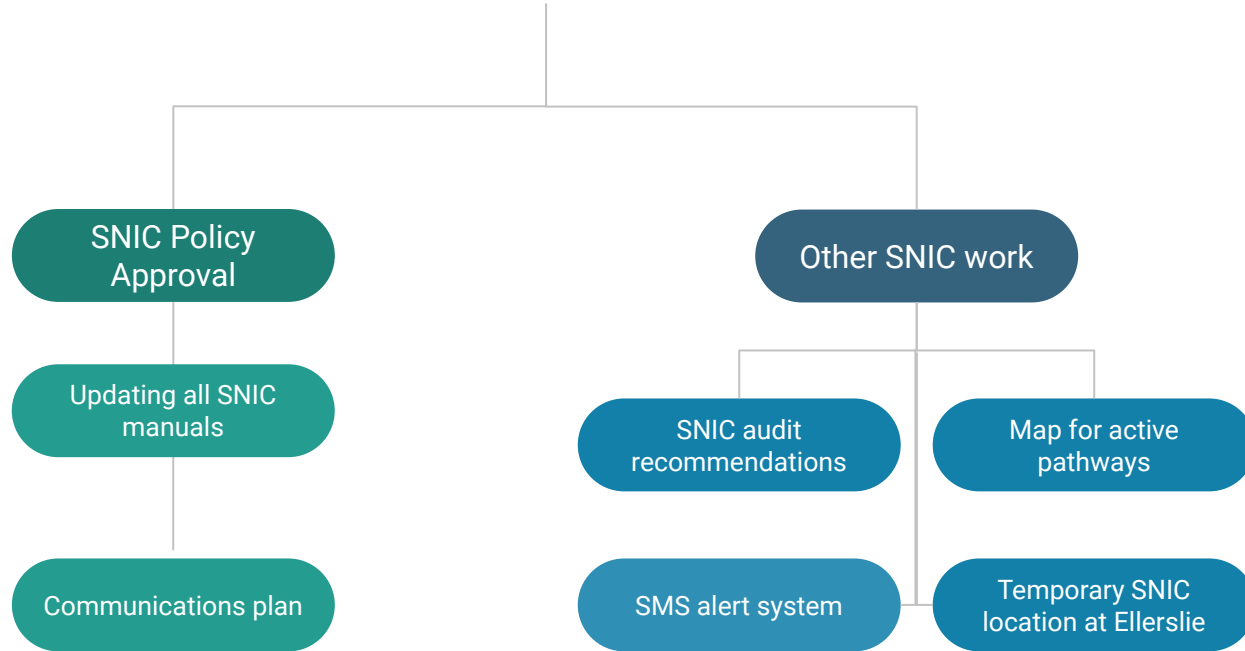 SNIC Policy
Approval
Other SNIC work
Updating all SNIC
manuals
SNIC audit
recommendations
Map for active
pathways
Communications plan
SMS alert system
Temporary SNIC
location at Ellerslie